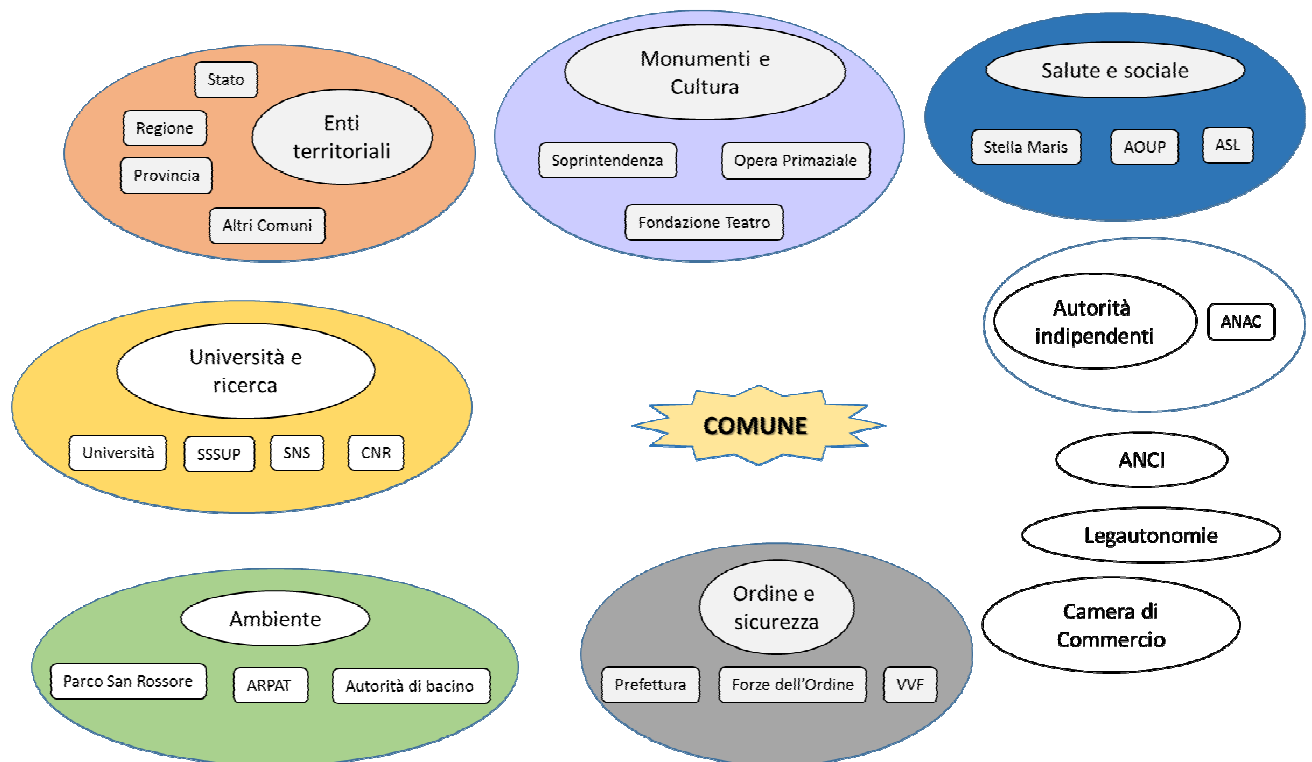 Stato
Regione
Provincia
Enti
territoriali
Altri Comuni
Monumenti e
Cultura
Soprintendenza
Opera Primaziale
Fondazione Teatro
Salute e sociale
Stella Maris
AOUP
ASL
Autorità
indipendenti
ANAC
Università e
ricerca
Università
SSSUP
SNS
CNR
COMUNE
ANCI
Legautonomie
Camera di
Commercio
Ambiente
Parco San Rossore
ARPAT
Autorità di bacino
Ordine e
sicurezza
Prefettura
Forze dell'Ordine
VVF